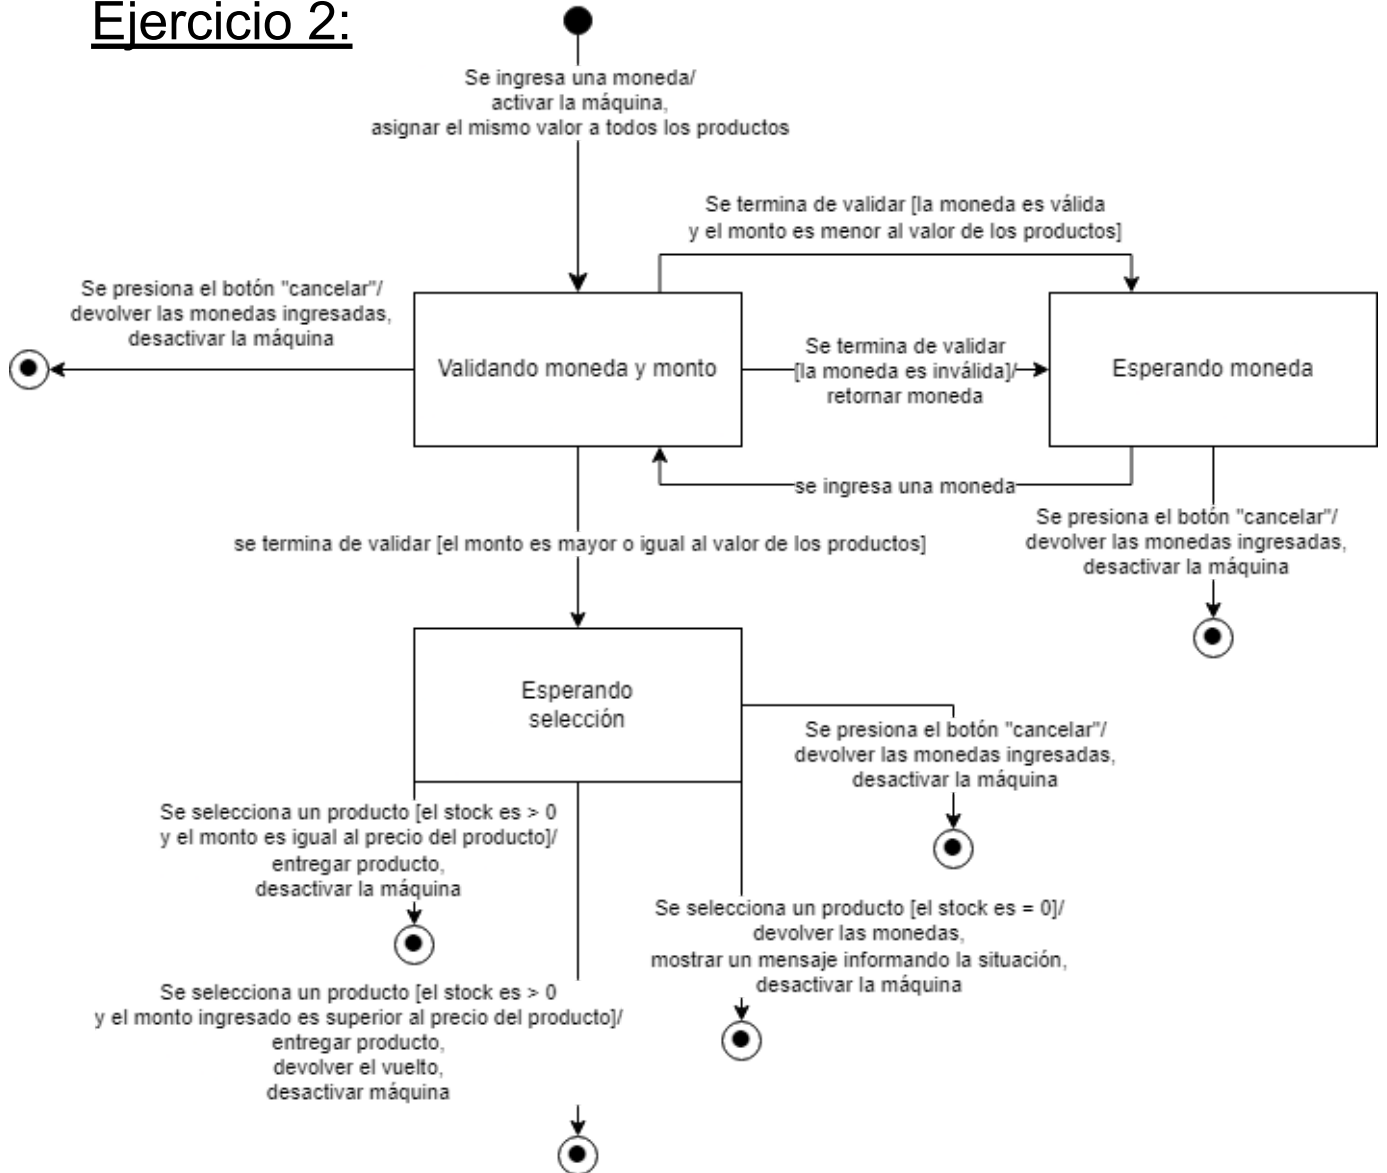 Ejercicio 2:
Se ingresa una moneda/
activar la máquina,
asignar el mismo valor a todos los productos
Se termina de validar [la moneda es válida
y el monto es menor al valor de los productos]
Se presiona el botón "cancelar"/
devolver las monedas ingresadas,
desactivar la máquina
Validando moneda y monto
Se termina de validar
[la moneda es inválida]/
retornar moneda
Esperando moneda
se ingresa una moneda
Se presiona el botón "cancelar"/
devolver las monedas ingresadas,
desactivar la máquina
se termina de validar [el monto es mayor o igual al valor de los productos]
Esperando
selección
Se presiona el botón "cancelar"/
devolver las monedas ingresadas,
desactivar la máquina
Se selecciona un producto [el stock es > 0
y el monto es igual al precio del producto]/
entregar producto,
desactivar la máquina
Se selecciona un producto [el stock es = 0]/
devolver las monedas,
mostrar un mensaje informando la situación,
desactivar la máquina
Se selecciona un producto [el stock es > 0
y el monto ingresado es superior al precio del producto]/
entregar producto,
devolver el vuelto,
desactivar máquina